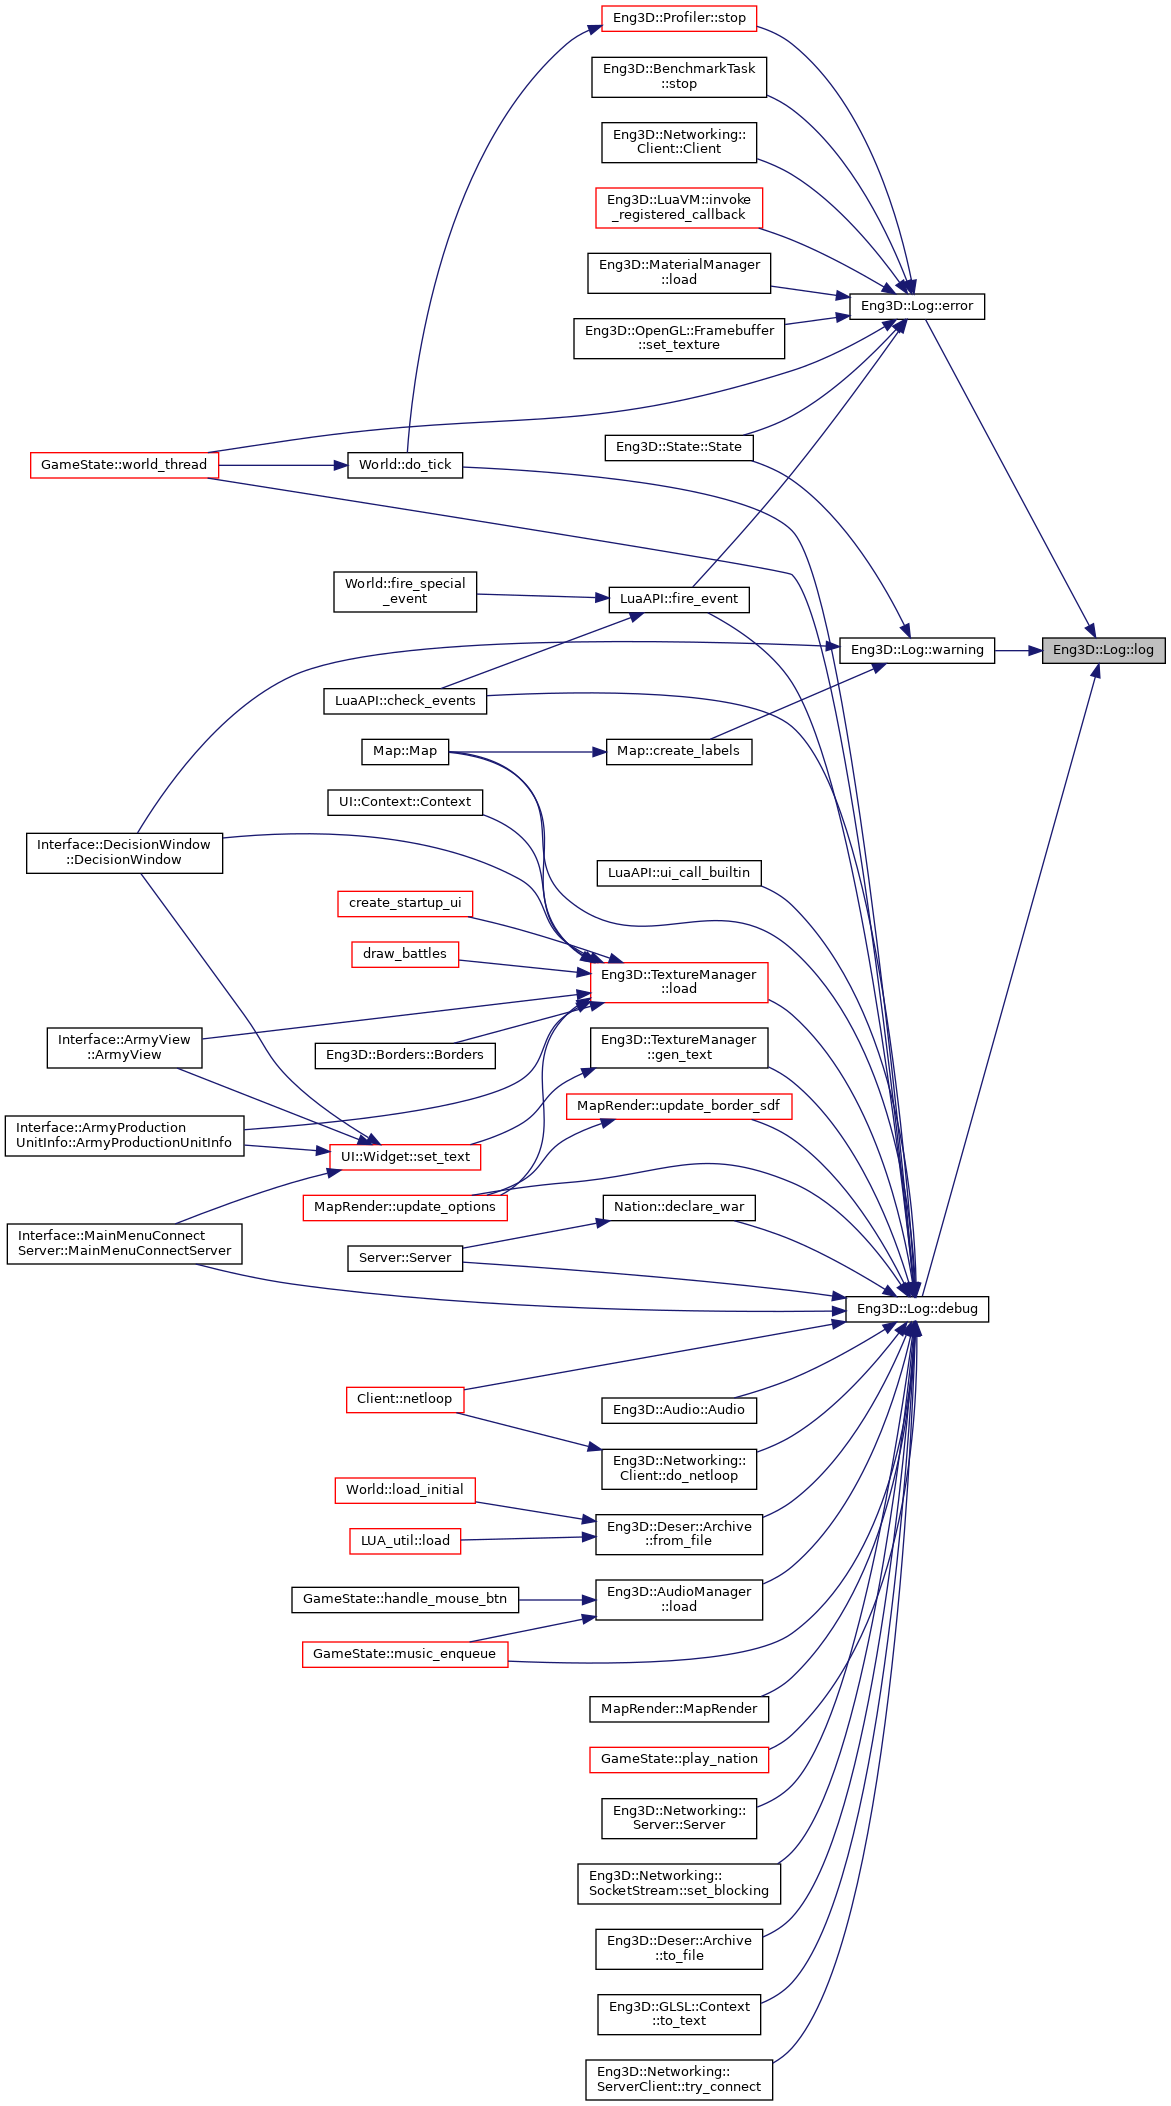 Eng3D::Profiler::stop
Eng3D::BenchmarkTask
::stop
Eng3D::Networking::
Client::Client
Eng3D::LuaVM::invoke
_registered_callback
Eng3D::MaterialManager
::load
Eng3D::Log::error
Eng3D::OpenGL::Framebuffer
::set_texture
Eng3D::State::State
GameState::world_thread
World::do_tick
World::fire_special
_event
LuaAPI::fire_event
Eng3D::Log::warning
Eng3D::Log::log
LuaAPI::check_events
Map::Map
Map::create_labels
UI::Context::Context
Interface::DecisionWindow
::DecisionWindow
LuaAPI::ui_call_builtin
create_startup_ui
draw_battles
Eng3D::TextureManager
::load
Interface::ArmyView
::ArmyView
Eng3D::Borders::Borders
Eng3D::TextureManager
::gen_text
MapRender::update_border_sdf
Interface::ArmyProduction
UnitInfo::ArmyProductionUnitInfo
UI::Widget::set_text
MapRender::update_options
Nation::declare_war
Interface::MainMenuConnect
Server::MainMenuConnectServer
Server::Server
Eng3D::Log::debug
Client::netloop
Eng3D::Audio::Audio
Eng3D::Networking::
Client::do_netloop
World::load_initial
LUA_util::load
Eng3D::Deser::Archive
::from_file
GameState::handle_mouse_btn
Eng3D::AudioManager
::load
GameState::music_enqueue
MapRender::MapRender
GameState::play_nation
Eng3D::Networking::
Server::Server
Eng3D::Networking::
SocketStream::set_blocking
Eng3D::Deser::Archive
::to_file
Eng3D::GLSL::Context
::to_text
Eng3D::Networking::
ServerClient::try_connect